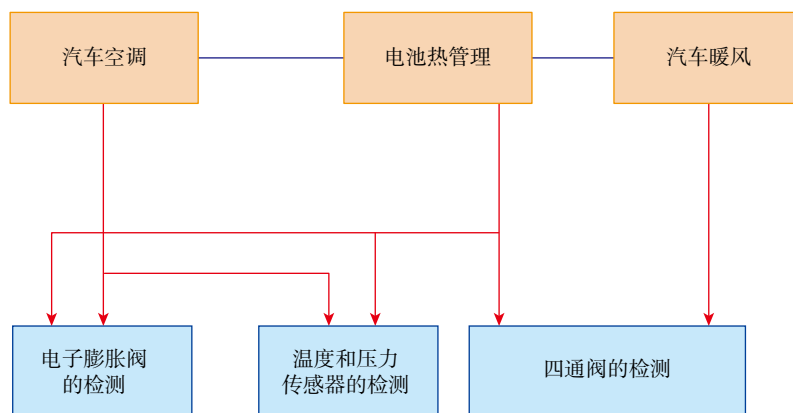 汽车空调
电池热管理
汽车暖风
电子膨胀阀
的检测
温度和压力
传感器的检测
四通阀的检测